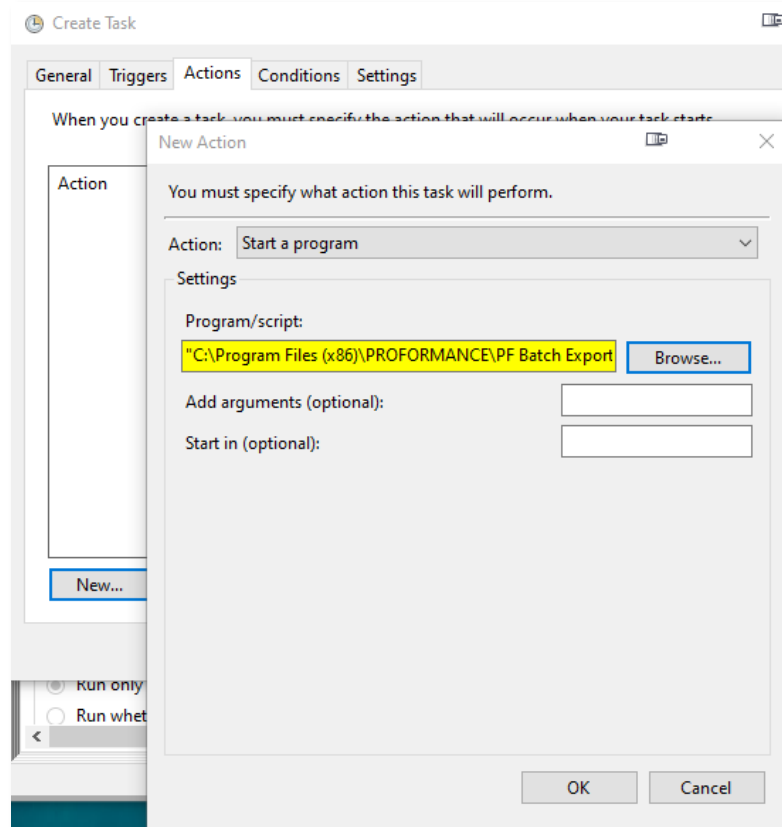 Create Task
General Triggers Actions Conditions Settings
When you create a task, you must specify the action that will occur when your task starts.
New Action
Action
You must specify what action this task will perform.
Action: Start a program
Settings
Program/script:
"C:\Program Files (x86)\PROFORMANCE\PF Batch Export Browse...
Add arguments (optional):
Start in (optional):
New...
Run only
Run whet
OK Cancel